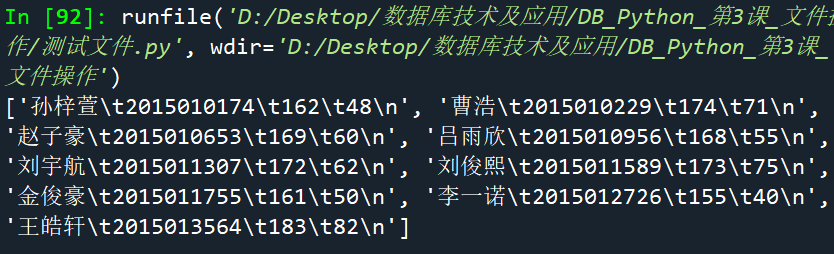 In [92]: runfile('D:/Desktop/数据库技术及应用/DB_Python_第3课_文件操
作/测试文件.py', wdir='D:/Desktop/数据库技术及应用/DB_Python_第3课_
文件操作')
['孙梓萱\t2015010174\t162\t48\n', '曹浩\t2015010229\t174\t71\n',
'赵子豪\t2015010653\t169\t60\n', '吕雨欣\t2015010956\t168\t55\n',
'刘宇航\t2015011307\t172\t62\n', '刘俊熙\t2015011589\t173\t75\n',
'金俊豪\t2015011755\t161\t50\n', '李一诺\t2015012726\t155\t40\n',
'王皓轩\t2015013564\t183\t82\n']